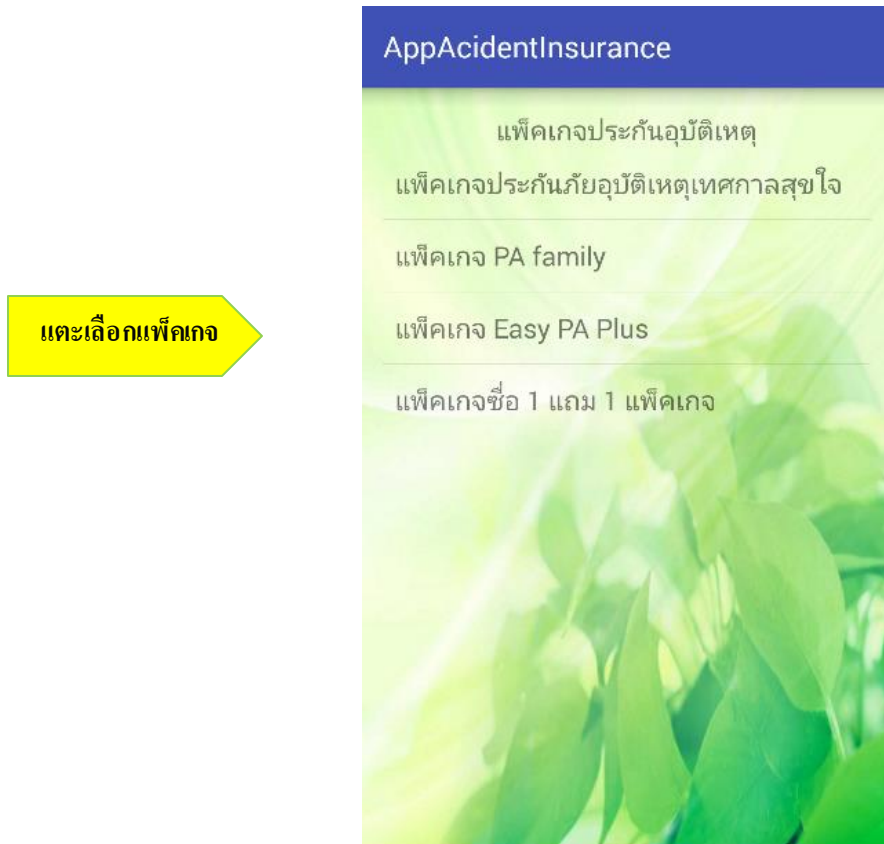 AppAcidentInsurance
แพ็คเกจประกันอุบัติเหตุ
แพ็คเกจประกันภัยอุบัติเหตุเทศกาลสุขใจ
แพ็คเกจ PA family
แตะเลือกแพ็คเกจ
แพ็คเกจ Easy PA Plus
แพ็คเกจซื่อ 1 แถม 1 แพ็คเกจ